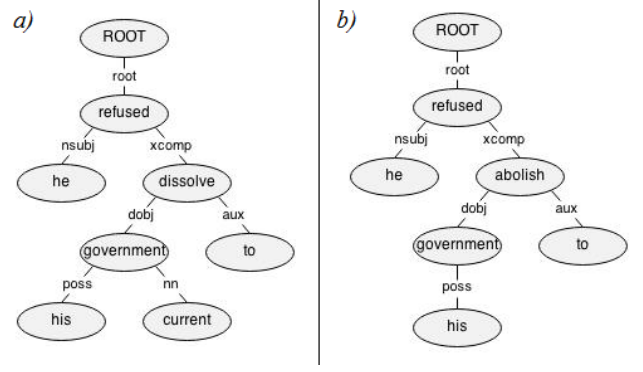 a)
ROOT
root
refused
nsubj xcomp
he dissolve
dobj aux
government to
poss nn
his current
b)
ROOT
root
refused
nsubj xcomp
he abolish
dobj aux
government to
poss
his